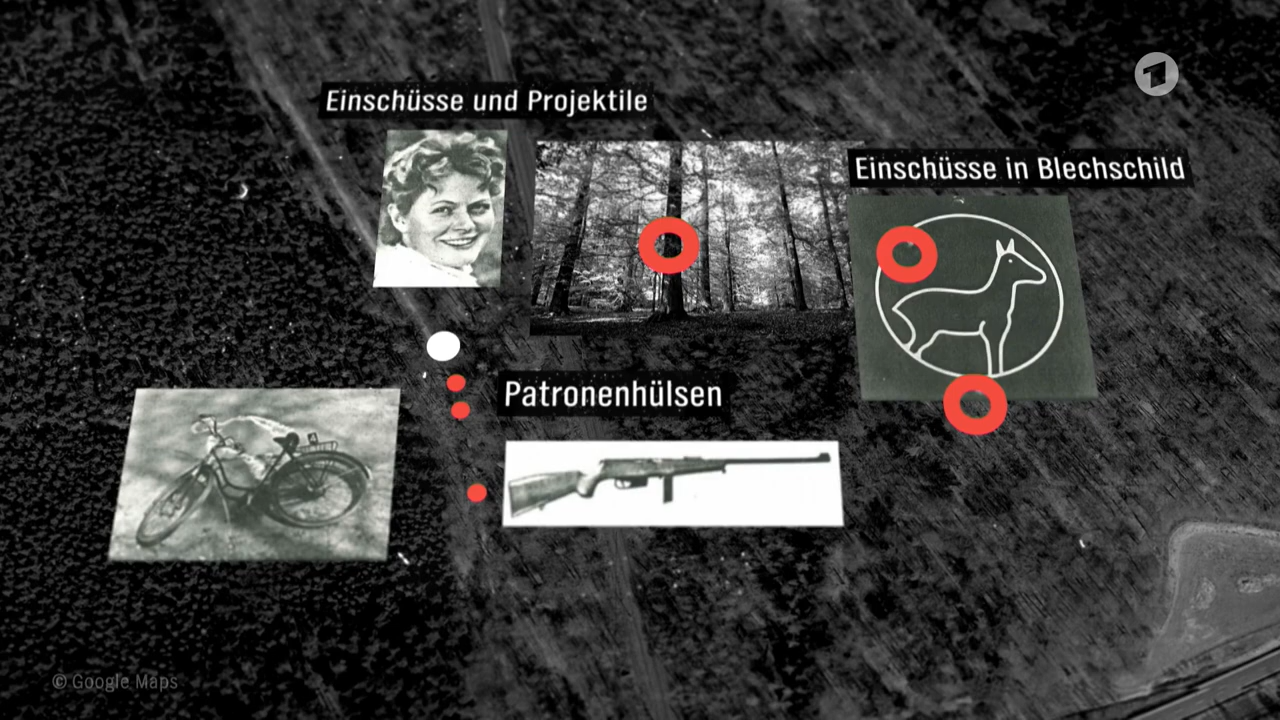 Einschüsse und Projektile
Einschüsse in Blechschild
Patronenhülsen
© Google Maps